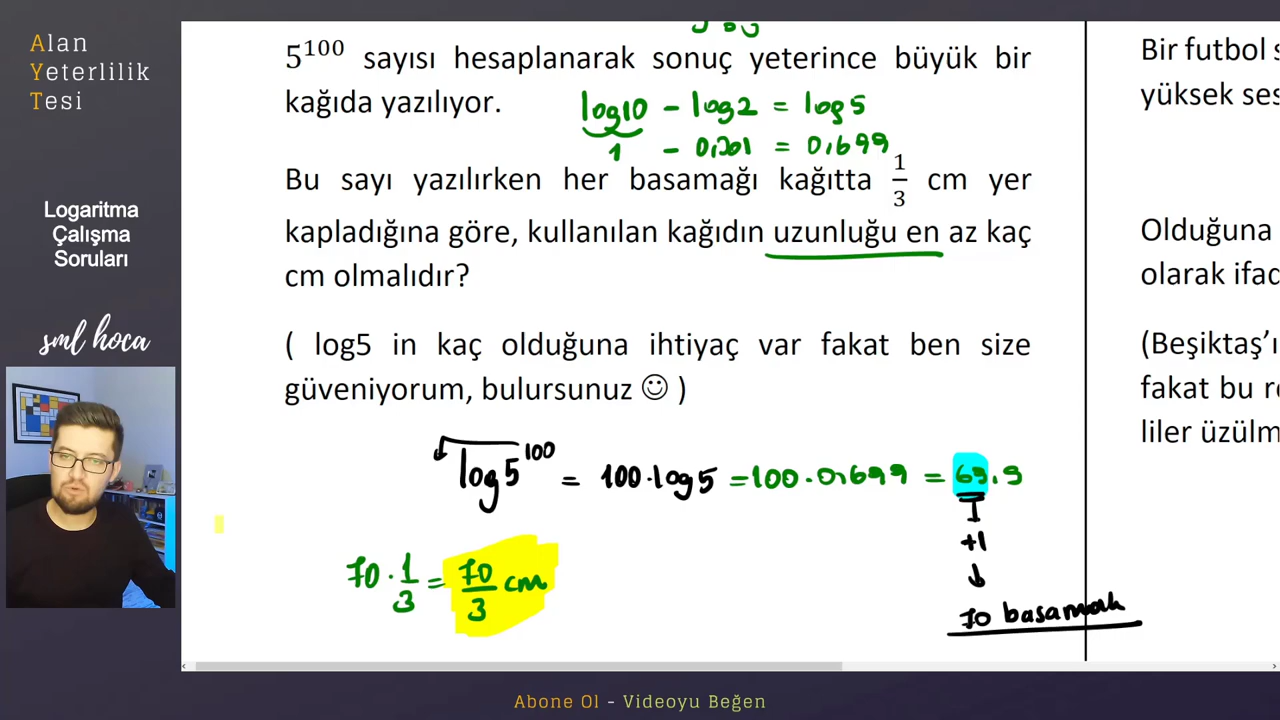 Alan
Yeterlilik
Tesi
Logaritma
Çalışma
Soruları
sml hoca
5^100 sayısı hesaplanarak sonuç yeterince büyük bir
kağıda yazılıyor.
log10 - log2 = log5
1 - 0,301 = 0,699
Bu sayı yazılırken her basamağı kağıtta 1/3 cm yer
kapladığına göre, kullanılan kağıdın uzunluğu en az kaç
cm olmalıdır?
( log5 in kaç olduğuna ihtiyaç var fakat ben size
güveniyorum, bulursunuz ☺ )
log5^100 = 100·log5 = 100·0,699 = 69.9
+1
70 basamak
70·1/3 = 70/3 cm
Bir futbol s
yüksek ses
Olduğuna
olarak ifad
(Beşiktaş’ı
fakat bu re
liler üzülm
Abone Ol - Videoyu Beğen